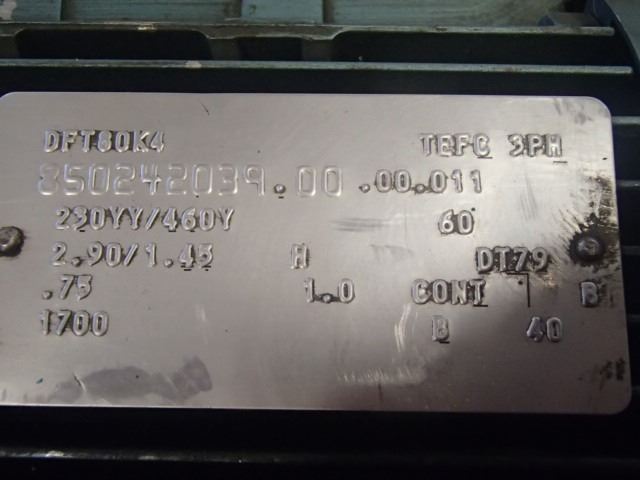 DFT80K4 TEFC 3PH
850242039.00.00.011
230YY/460Y 60
2.90/1.45 H DT79
.75 1.0 CONT B
1700 B 40